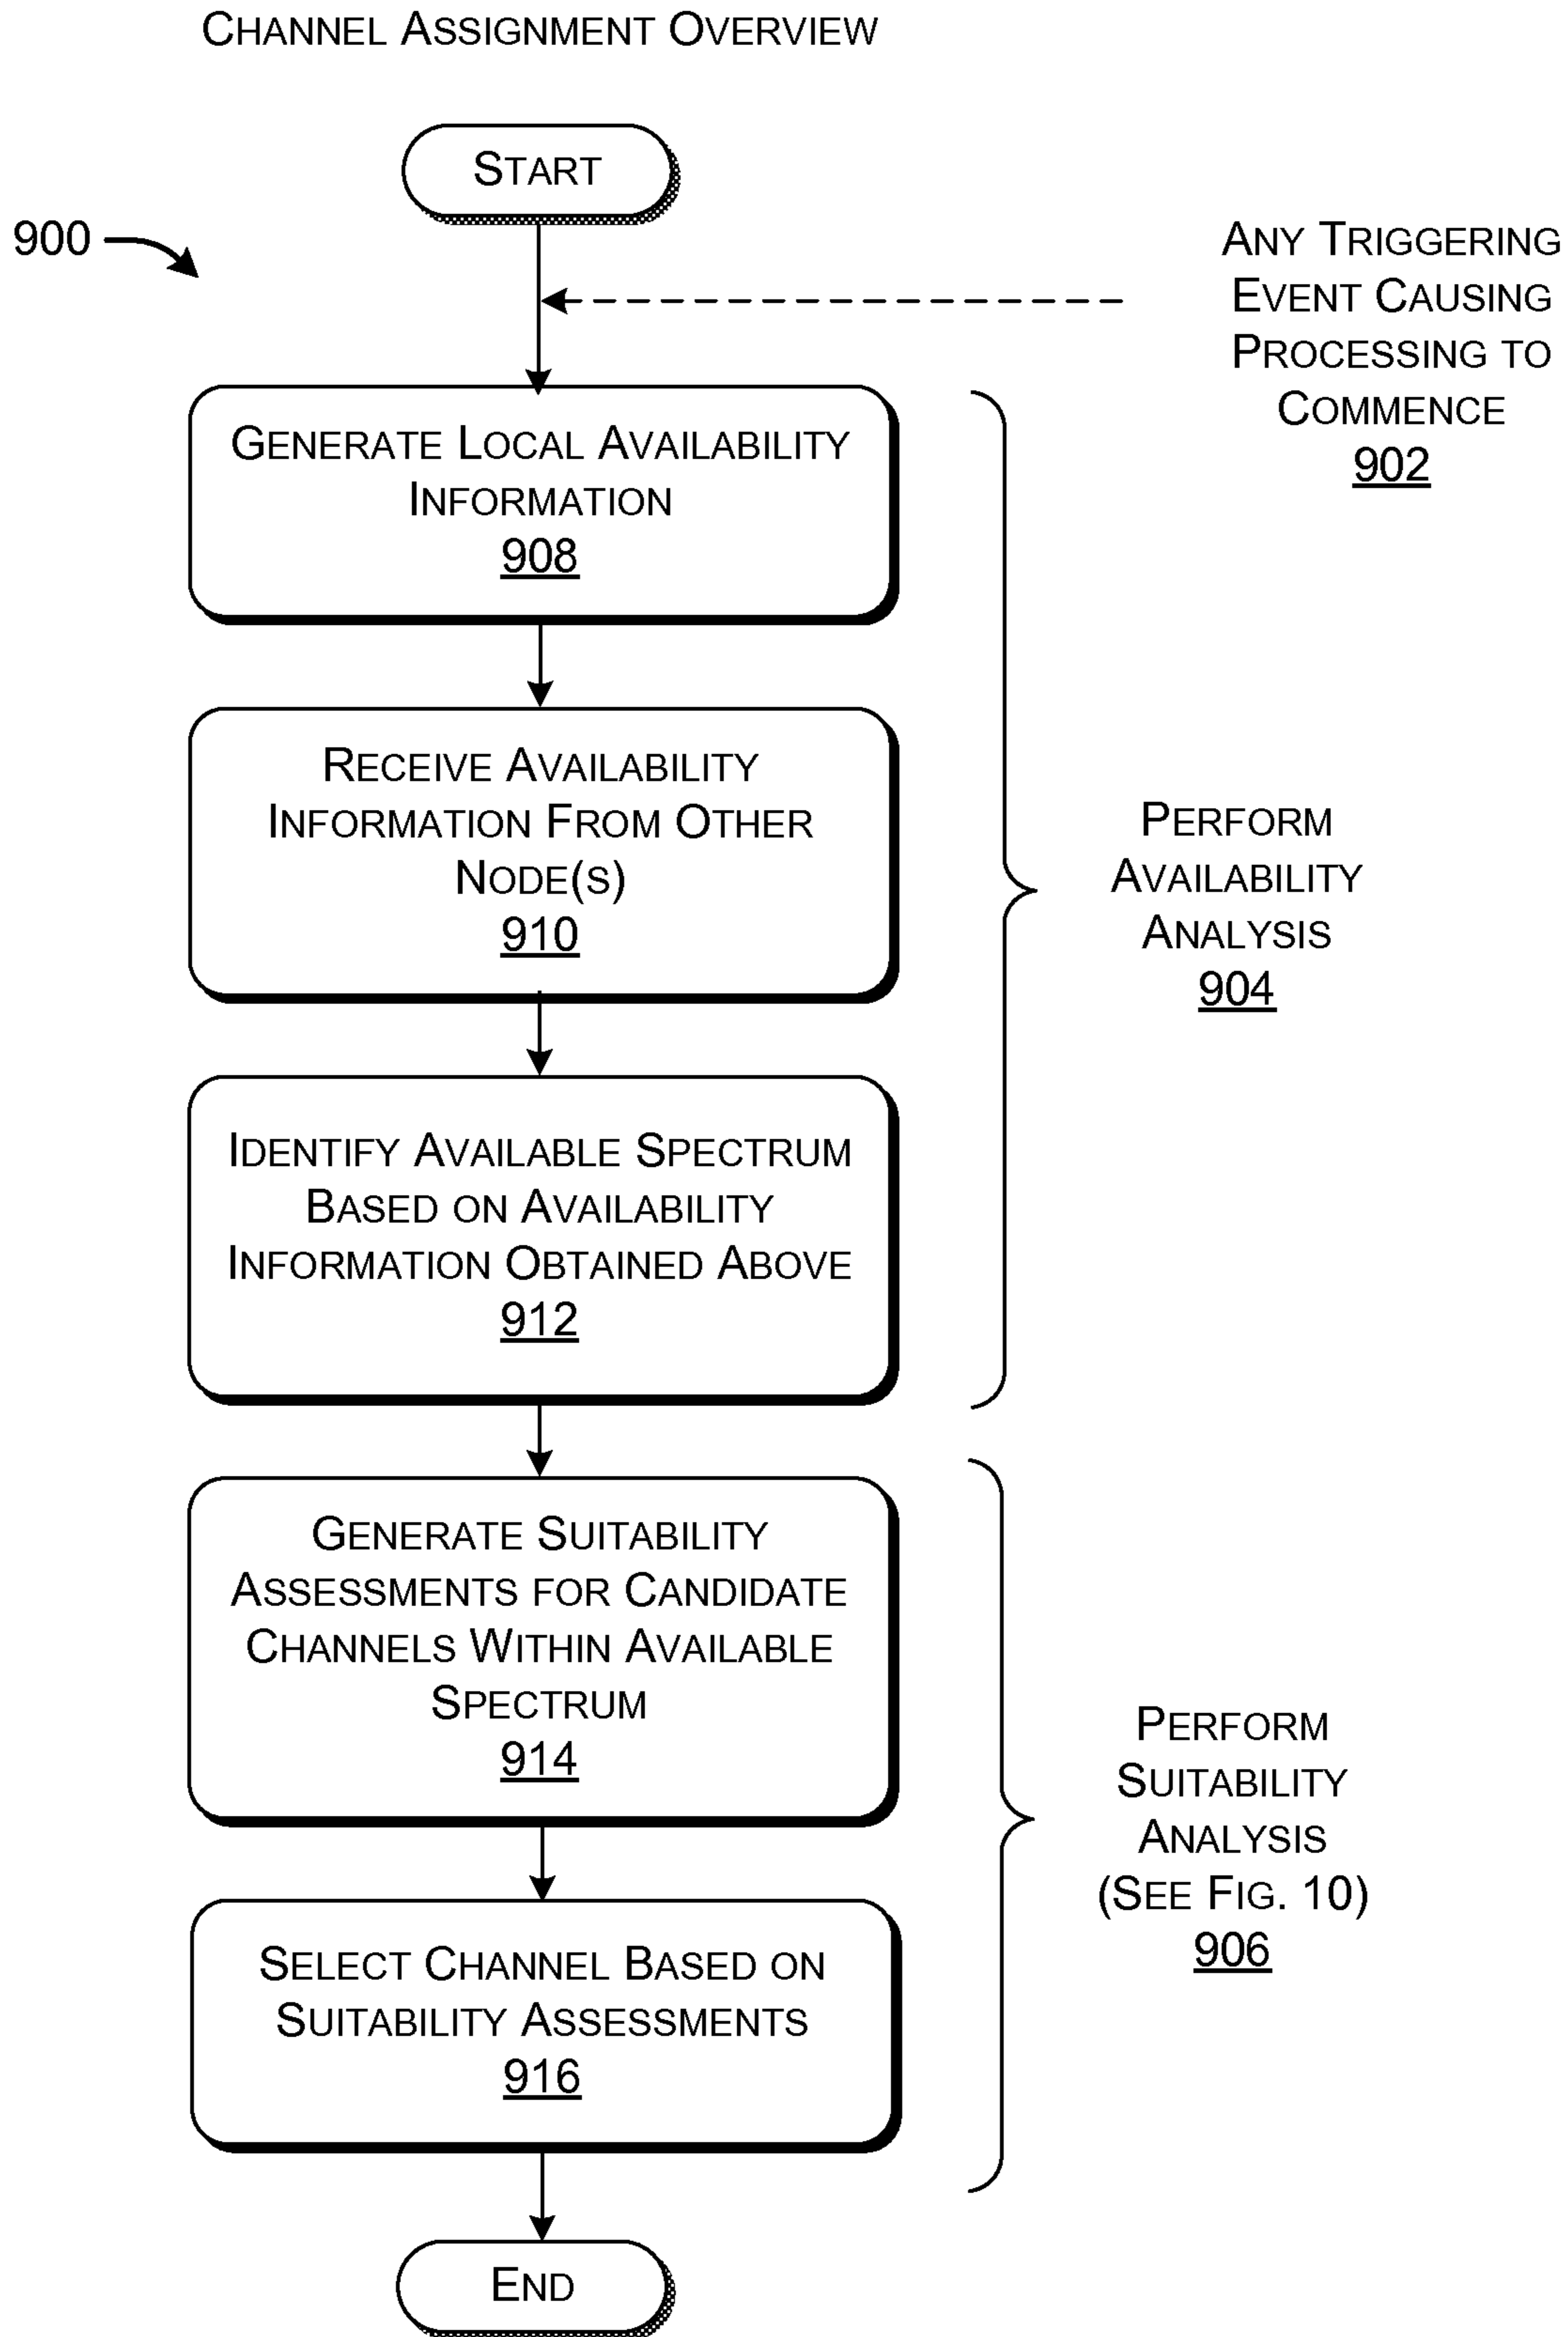 CHANNEL ASSIGNMENT OVERVIEW
START
900
ANY TRIGGERING
EVENT CAUSING
PROCESSING TO
COMMENCE
902
GENERATE LOCAL AVAILABILITY
INFORMATION
908
RECEIVE AVAILABILITY
INFORMATION FROM OTHER
NODE(S)
910
PERFORM
AVAILABILITY
ANALYSIS
904
IDENTIFY AVAILABLE SPECTRUM
BASED ON AVAILABILITY
INFORMATION OBTAINED ABOVE
912
GENERATE SUITABILITY
ASSESSMENTS FOR CANDIDATE
CHANNELS WITHIN AVAILABLE
SPECTRUM
914
PERFORM
SUITABILITY
ANALYSIS
(SEE FIG. 10)
906
SELECT CHANNEL BASED ON
SUITABILITY ASSESSMENTS
916
END